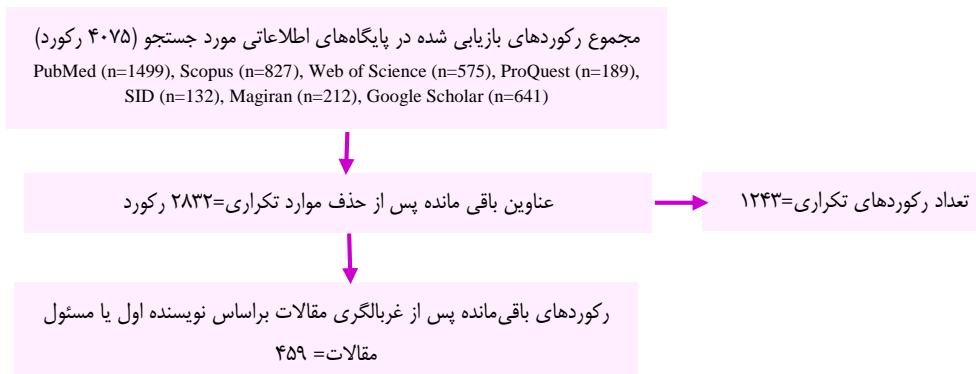 مجموع رکوردهای بازیابی شده در پایگاه‌های اطلاعاتی مورد جستجو (۴۰۷۵ رکورد)
PubMed (n=1499), Scopus (n=827), Web of Science (n=575), ProQuest (n=189),
SID (n=132), Magiran (n=212), Google Scholar (n=641)
عناوین باقی مانده پس از حذف موارد تکراری=۲۸۳۲ رکورد
تعداد رکوردهای تکراری=۱۲۴۳
رکوردهای باقی‌مانده پس از غربالگری مقالات براساس نویسنده اول یا مسئول
مقالات= ۴۵۹